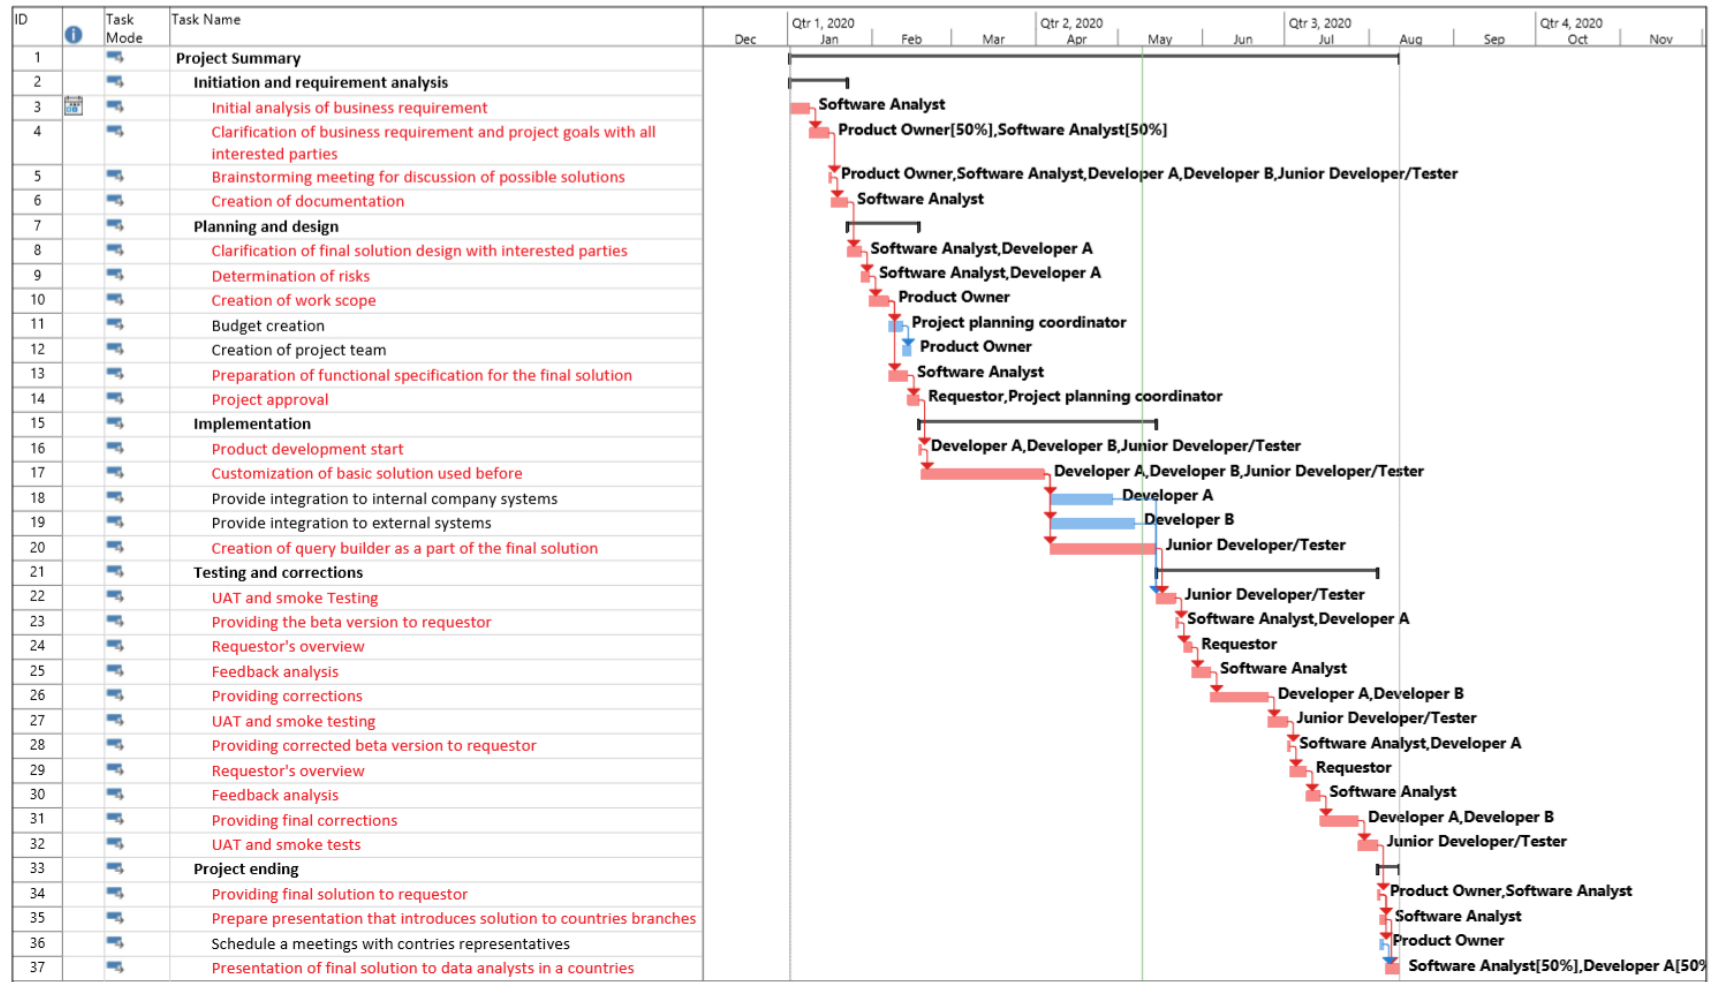 ID Task Mode Task Name Qtr 1, 2020 Qtr 2, 2020 Qtr 3, 2020 Qtr 4, 2020
Dec Jan Feb Mar Apr May Jun Jul Aug Sep Oct Nov
1 Project Summary
2 Initiation and requirement analysis
3 Initial analysis of business requirement Software Analyst
4 Clarification of business requirement and project goals with all Product Owner[50%],Software Analyst[50%]
interested parties
5 Brainstorming meeting for discussion of possible solutions Product Owner,Software Analyst,Developer A,Developer B,Junior Developer/Tester
6 Creation of documentation Software Analyst
7 Planning and design
8 Clarification of final solution design with interested parties Software Analyst,Developer A
9 Determination of risks Software Analyst,Developer A
10 Creation of work scope Product Owner
11 Budget creation Project planning coordinator
12 Creation of project team Product Owner
13 Preparation of functional specification for the final solution Software Analyst
14 Project approval Requestor,Project planning coordinator
15 Implementation
16 Product development start Developer A,Developer B,Junior Developer/Tester
17 Customization of basic solution used before Developer A,Developer B,Junior Developer/Tester
18 Provide integration to internal company systems Developer A
19 Provide integration to external systems Developer B
20 Creation of query builder as a part of the final solution Junior Developer/Tester
21 Testing and corrections
22 UAT and smoke Testing Junior Developer/Tester
23 Providing the beta version to requestor Software Analyst,Developer A
24 Requestor's overview Requestor
25 Feedback analysis Software Analyst
26 Providing corrections Developer A,Developer B
27 UAT and smoke testing Junior Developer/Tester
28 Providing corrected beta version to requestor Software Analyst,Developer A
29 Requestor's overview Requestor
30 Feedback analysis Software Analyst
31 Providing final corrections Developer A,Developer B
32 UAT and smoke tests Junior Developer/Tester
33 Project ending
34 Providing final solution to requestor Product Owner,Software Analyst
35 Prepare presentation that introduces solution to countries branches Software Analyst
36 Schedule a meetings with contries representatives Product Owner
37 Presentation of final solution to data analysts in a countries Software Analyst[50%],Developer A[50%